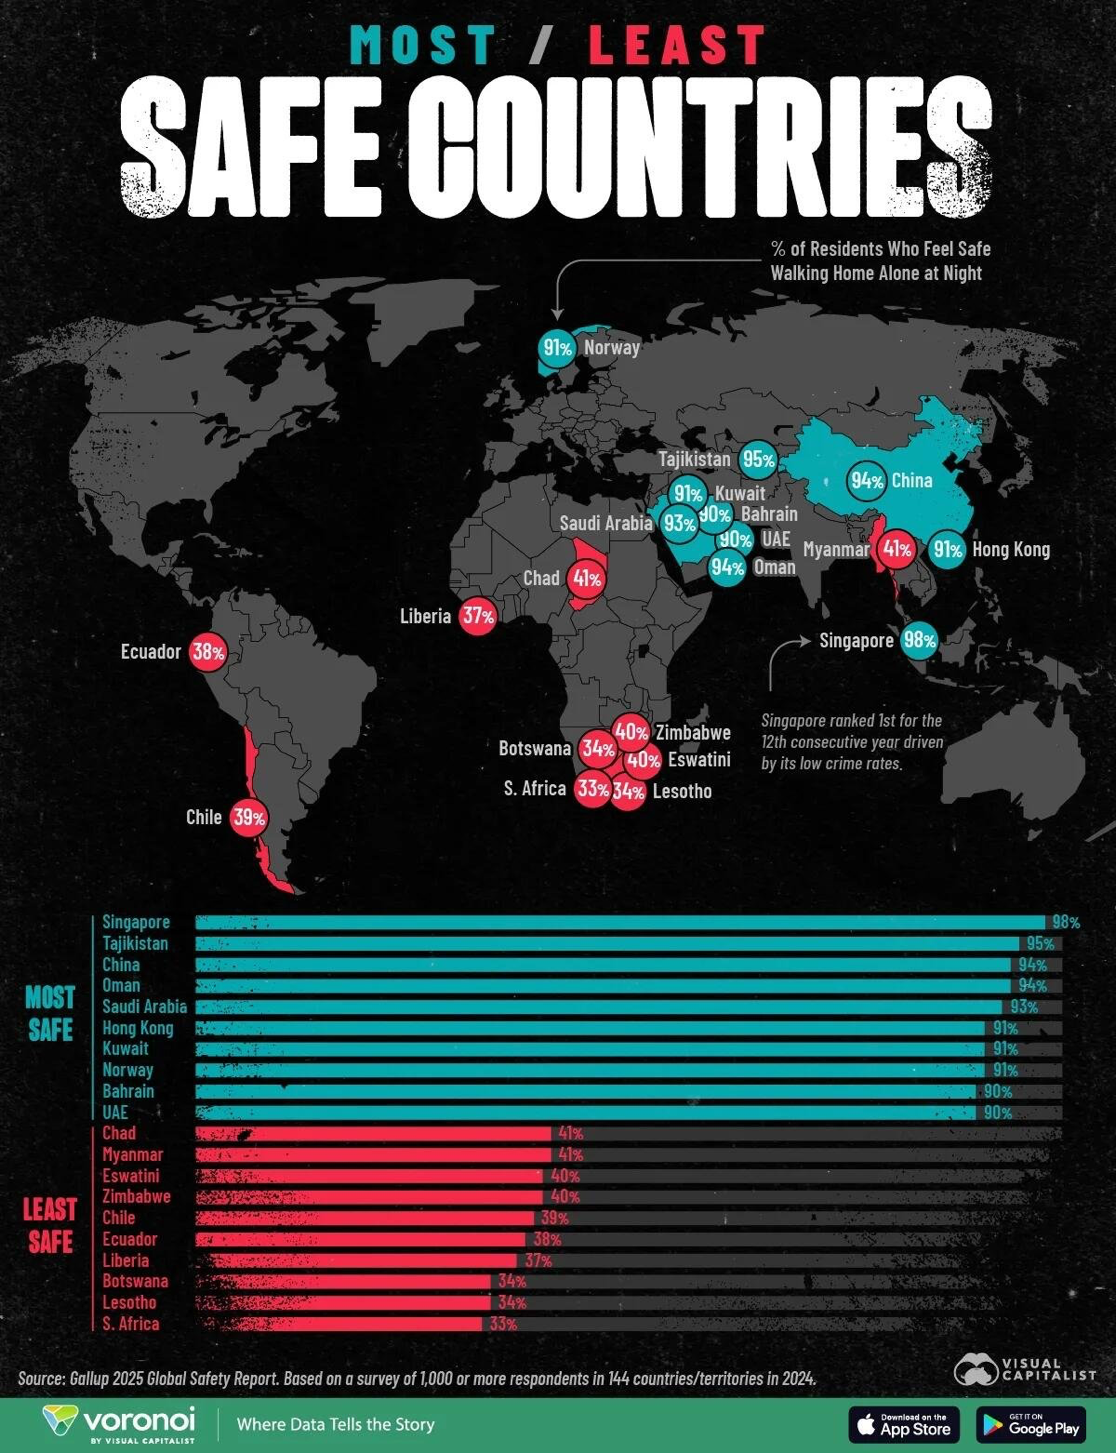 MOST / LEAST
SAFE COUNTRIES
% of Residents Who Feel Safe
Walking Home Alone at Night
91% Norway
Tajikistan 95%
94% China
91% Kuwait
90% Bahrain
Saudi Arabia 93%
90% UAE
94% Oman
Myanmar 41%
91% Hong Kong
Chad 41%
Liberia 37%
Singapore 98%
Ecuador 38%
Singapore ranked 1st for the
12th consecutive year driven
by its low crime rates.
40% Zimbabwe
Botswana 34%
40% Eswatini
S. Africa 33%
34% Lesotho
Chile 39%
MOST
SAFE
Singapore 98%
Tajikistan 95%
China 94%
Oman 94%
Saudi Arabia 93%
Hong Kong 91%
Kuwait 91%
Norway 91%
Bahrain 90%
UAE 90%
LEAST
SAFE
Chad 41%
Myanmar 41%
Eswatini 40%
Zimbabwe 40%
Chile 39%
Ecuador 38%
Liberia 37%
Botswana 34%
Lesotho 34%
S. Africa 33%
Source: Gallup 2025 Global Safety Report. Based on a survey of 1,000 or more respondents in 144 countries/territories in 2024.
VISUAL
CAPITALIST
voronoi
BY VISUAL CAPITALIST
Where Data Tells the Story
Download on the
App Store
GET IT ON
Google Play